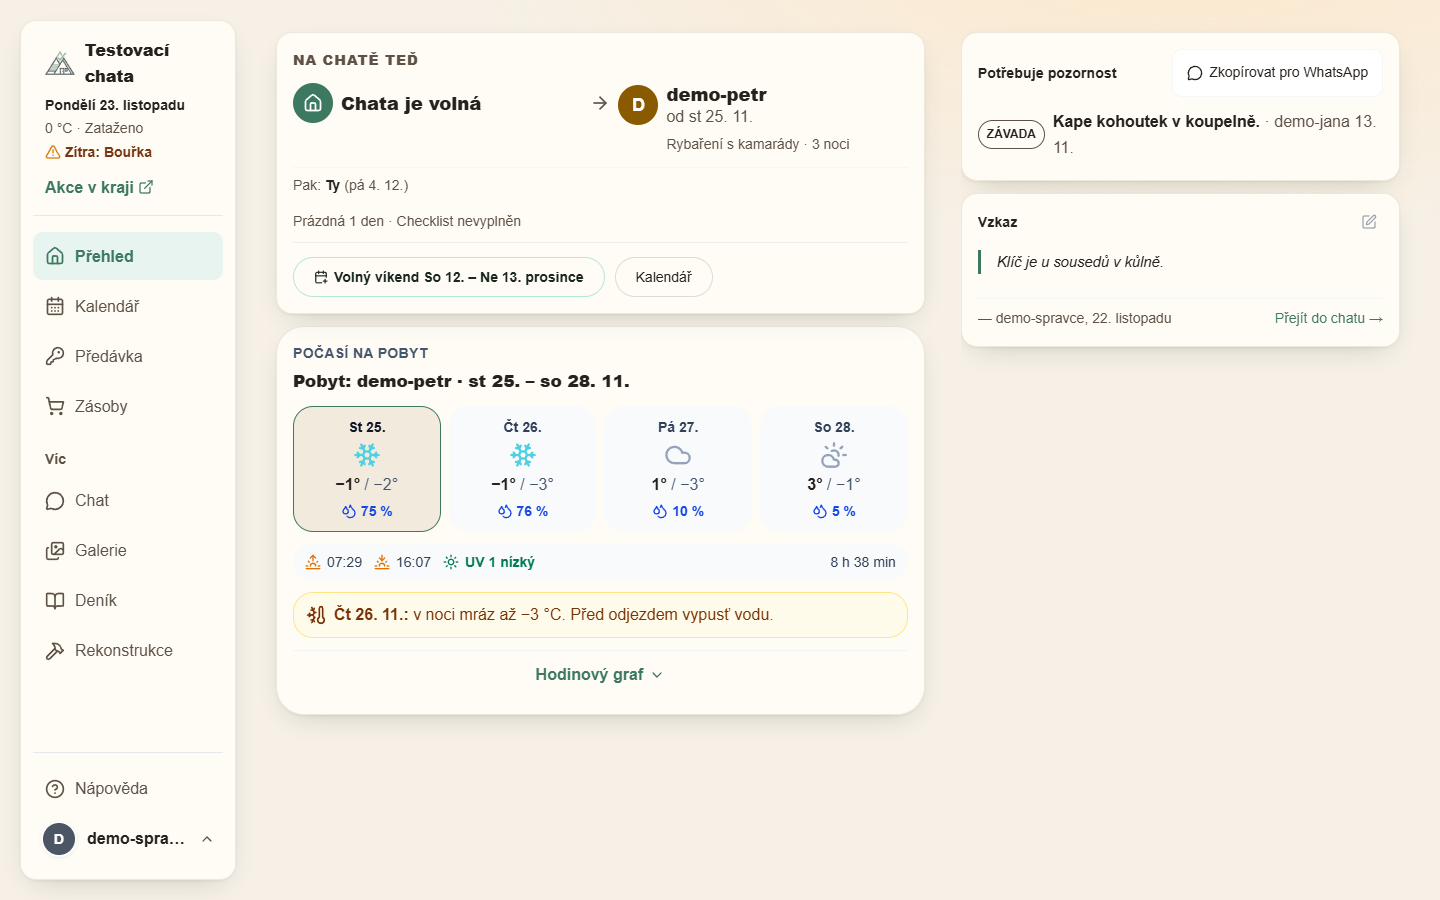 Testovací
chata
Pondělí 23. listopadu
0 °C · Zataženo
Zítra: Bouřka
Akce v kraji
Přehled
Kalendář
Předávka
Zásoby
Víc
Chat
Galerie
Deník
Rekonstrukce
Nápověda
D
demo-spra…
NA CHATĚ TEĎ
Chata je volná
D
demo-petr
od st 25. 11.
Rybaření s kamarády · 3 noci
Pak: Ty (pá 4. 12.)
Prázdná 1 den · Checklist nevyplněn
Volný víkend So 12. – Ne 13. prosince
Kalendář
POČASÍ NA POBYT
Pobyt: demo-petr · st 25. – so 28. 11.
St 25.
−1° / −2°
75 %
Čt 26.
−1° / −3°
76 %
Pá 27.
1° / −3°
10 %
So 28.
3° / −1°
5 %
07:29
16:07
UV 1 nízký
8 h 38 min
Čt 26. 11.: v noci mráz až −3 °C. Před odjezdem vypusť vodu.
Hodinový graf
Potřebuje pozornost
Zkopírovat pro WhatsApp
ZÁVADA
Kape kohoutek v koupelně. · demo-jana 13.
11.
Vzkaz
Klíč je u sousedů v kůlně.
— demo-spravce, 22. listopadu
Přejít do chatu →